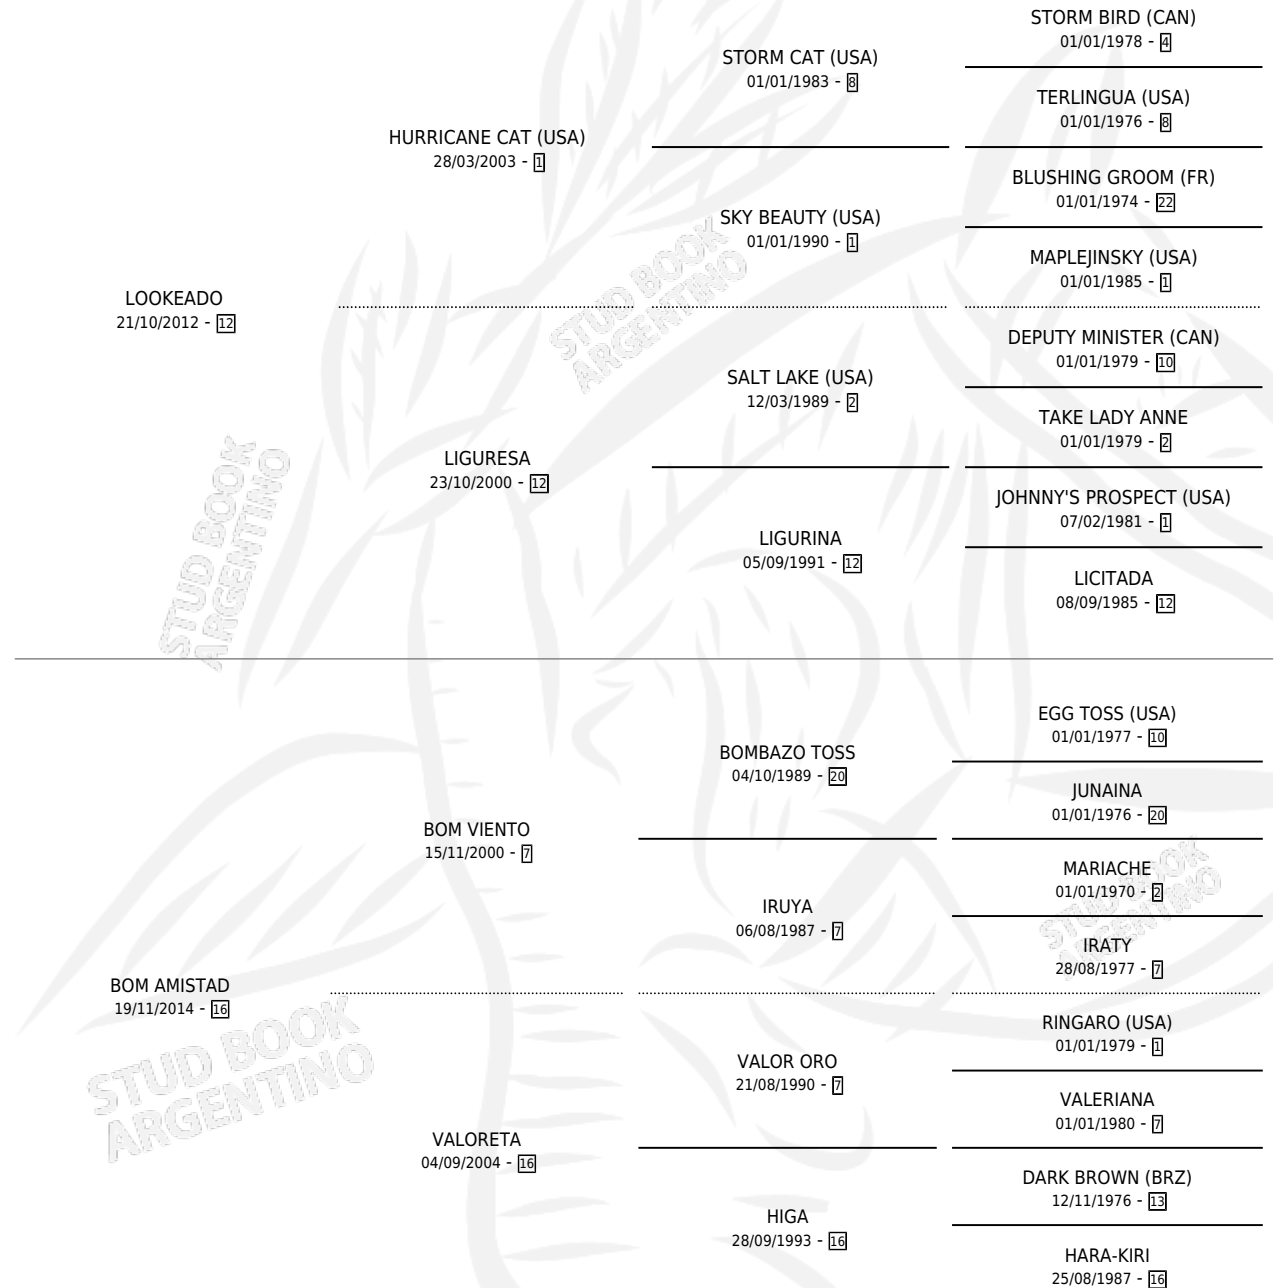 STORM BIRD (CAN)
01/01/1978 - 4
STORM CAT (USA)
01/01/1983 - 8
TERLINGUA (USA)
01/01/1976 - 8
HURRICANE CAT (USA)
28/03/2003 - 1
BLUSHING GROOM (FR)
01/01/1974 - 22
SKY BEAUTY (USA)
01/01/1990 - 1
MAPLEJINSKY (USA)
01/01/1985 - 1
LOOKEADO
21/10/2012 - 12
DEPUTY MINISTER (CAN)
01/01/1979 - 10
SALT LAKE (USA)
12/03/1989 - 2
TAKE LADY ANNE
01/01/1979 - 2
LIGURESA
23/10/2000 - 12
JOHNNY'S PROSPECT (USA)
07/02/1981 - 1
LIGURINA
05/09/1991 - 12
LICITADA
08/09/1985 - 12
EGG TOSS (USA)
01/01/1977 - 10
BOMBAZO TOSS
04/10/1989 - 20
JUNAINA
01/01/1976 - 20
BOM VIENTO
15/11/2000 - 7
MARIACHE
01/01/1970 - 2
IRUYA
06/08/1987 - 7
IRATY
28/08/1977 - 7
BOM AMISTAD
19/11/2014 - 16
RINGARO (USA)
01/01/1979 - 1
VALOR ORO
21/08/1990 - 7
VALERIANA
01/01/1980 - 7
VALORETA
04/09/2004 - 16
DARK BROWN (BRZ)
12/11/1976 - 13
HIGA
28/09/1993 - 16
HARA-KIRI
25/08/1987 - 16
STUD BOOK
ARGENTINO
STUD BOOK
ARGENTINO
STUD BOOK
ARGENTINO
STUD BOOK
ARGENTINO